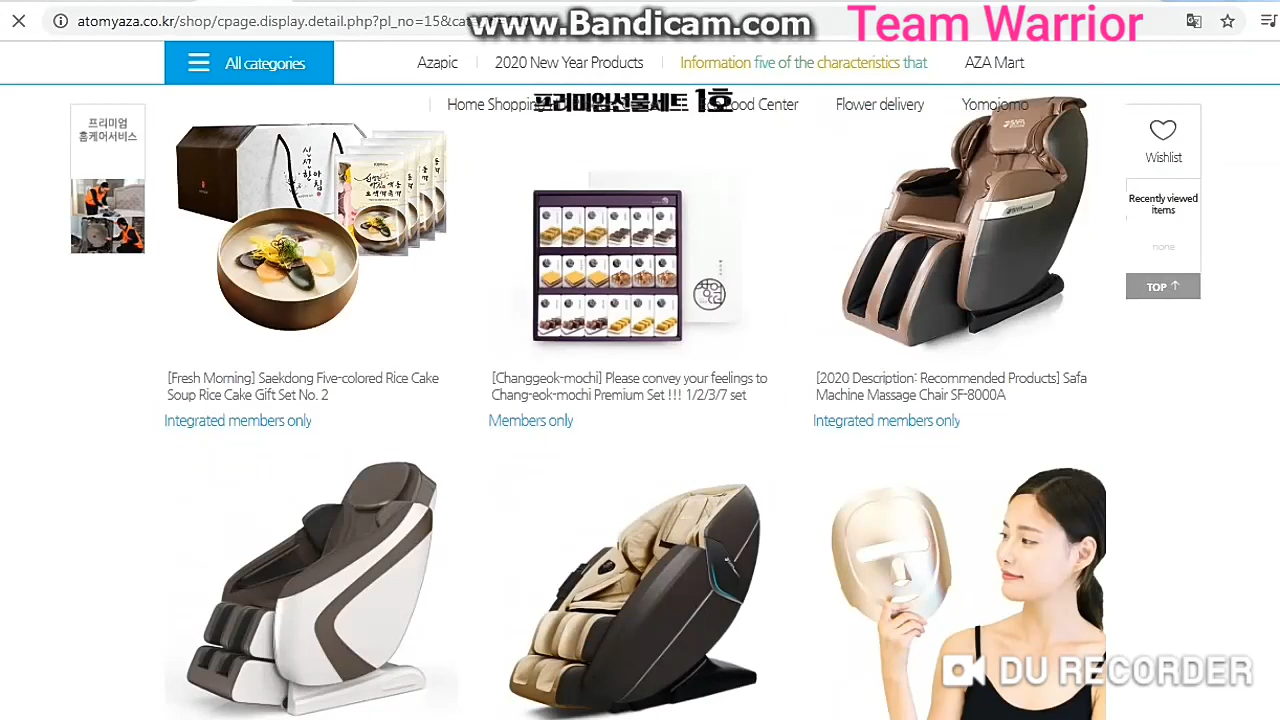 atomyaza.co.kr/shop/cpage.display.detail.php?pl_no=15&cate
www.Bandicam.com
Team Warrior
All categories
Azapic
2020 New Year Products
Information five of the characteristics that
AZA Mart
Home Shopping
Food Center
Flower delivery
Yomojomo
프리미엄선물세트 1호
프리미엄
홈케어서비스
Wishlist
Recently viewed
items
none
TOP ↑
[Fresh Morning] Saekdong Five-colored Rice Cake
Soup Rice Cake Gift Set No. 2
Integrated members only
[Changgeok-mochi] Please convey your feelings to
Chang-eok-mochi Premium Set !!! 1/2/3/7 set
Members only
[2020 Description: Recommended Products] Safa
Machine Massage Chair SF-8000A
Integrated members only
DU RECORDER